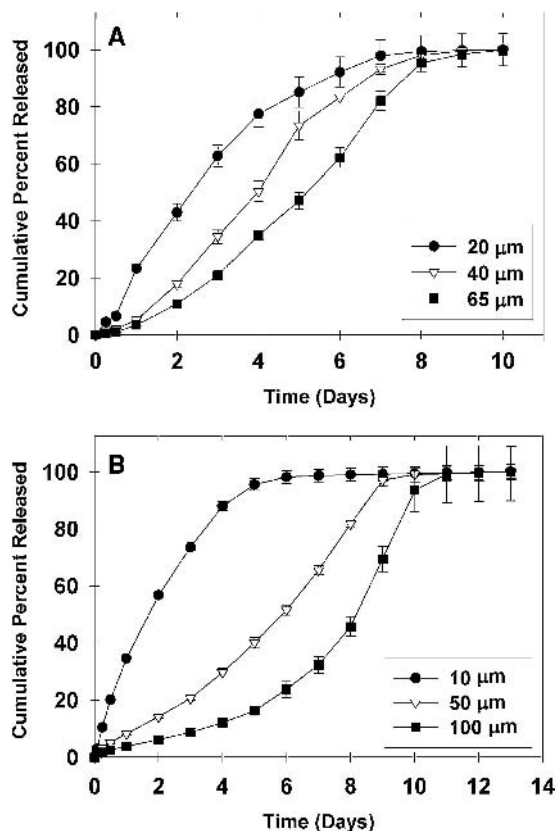 A
Cumulative Percent Released
100
80
60
40
20
0
20 μm
40 μm
65 μm
0 2 4 6 8 10
Time (Days)
B
Cumulative Percent Released
100
80
60
40
20
0
10 μm
50 μm
100 μm
0 2 4 6 8 10 12 14
Time (Days)